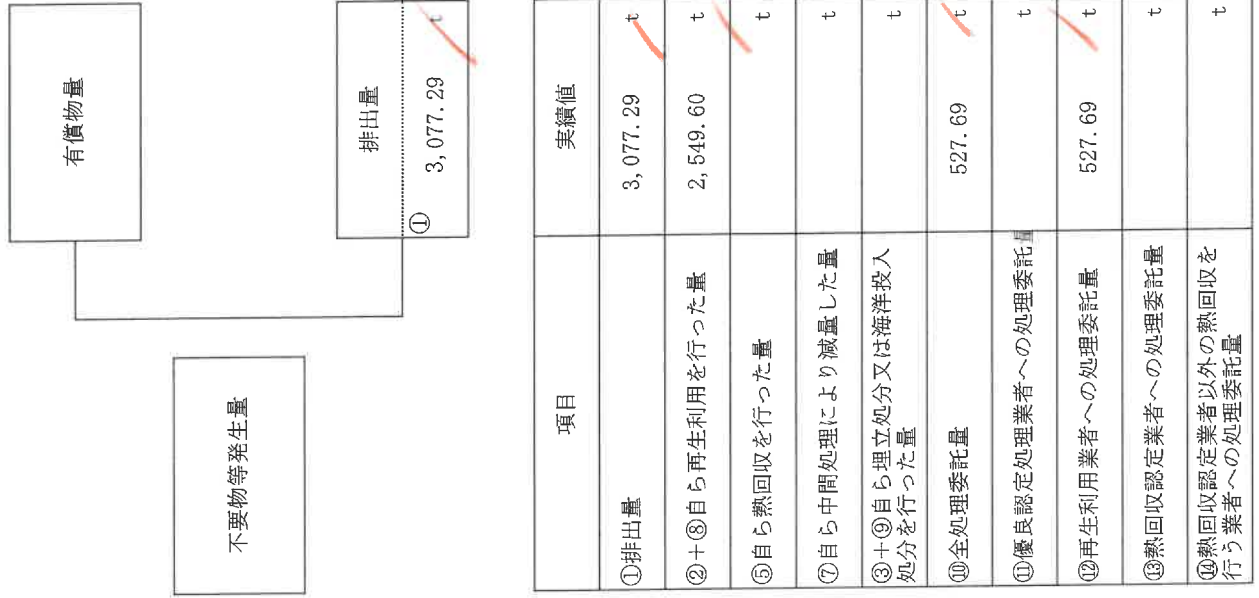 不要物等発生量
有償物量
排出量
① 3,077.29 t
項目 実績値
①排出量 3,077.29 t
②+⑧自ら再生利用を行った量 2,549.60 t
⑤自ら熱回収を行った量 t
⑦自ら中間処理により減量した量 t
③+⑨自ら埋立処分又は海洋投入
処分を行った量 t
⑩全処理委託量 527.69 t
⑪優良認定処理業者への処理委託量 t
⑫再生利用業者への処理委託量 527.69 t
⑬熱回収認定業者への処理委託量 t
⑭熱回収認定業者以外の熱回収を
行う業者への処理委託量 t